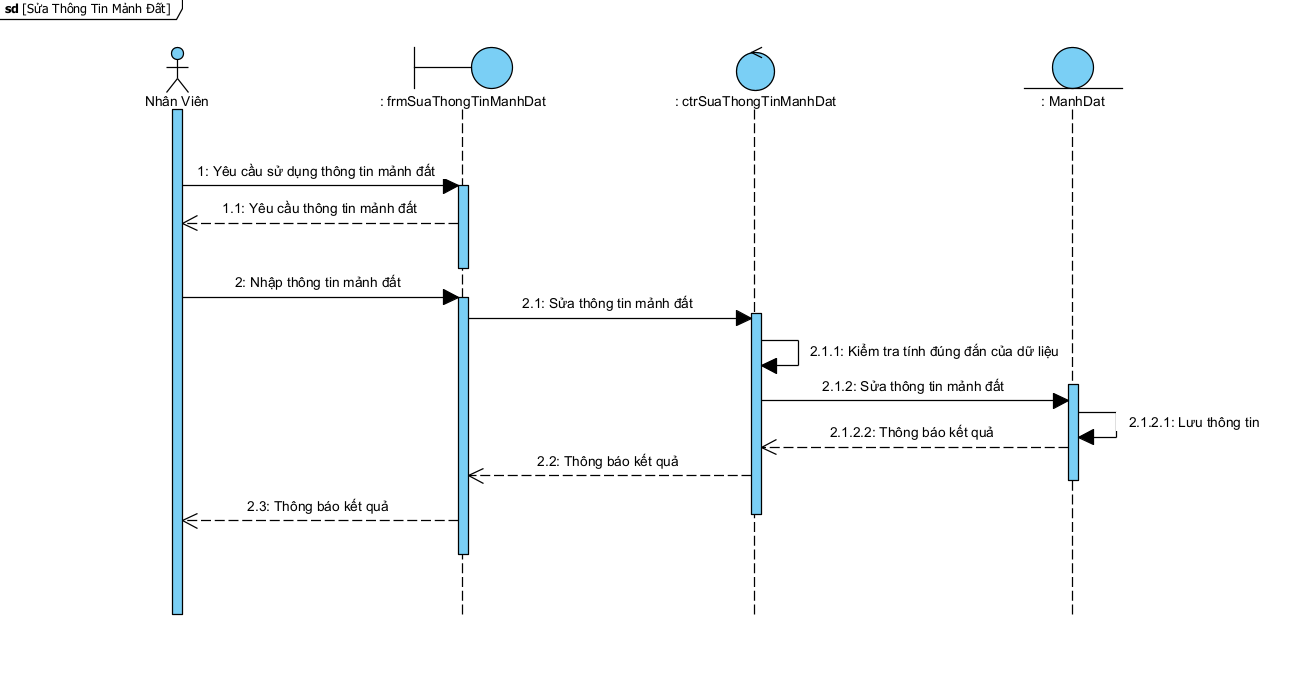 sd [Sửa Thông Tin Mảnh Đất]
Nhân Viên
: frmSuaThongTinManhDat
: ctrSuaThongTinManhDat
: ManhDat
1: Yêu cầu sử dụng thông tin mảnh đất
1.1: Yêu cầu thông tin mảnh đất
2: Nhập thông tin mảnh đất
2.1: Sửa thông tin mảnh đất
2.1.1: Kiểm tra tính đúng đắn của dữ liệu
2.1.2: Sửa thông tin mảnh đất
2.1.2.1: Lưu thông tin
2.1.2.2: Thông báo kết quả
2.2: Thông báo kết quả
2.3: Thông báo kết quả